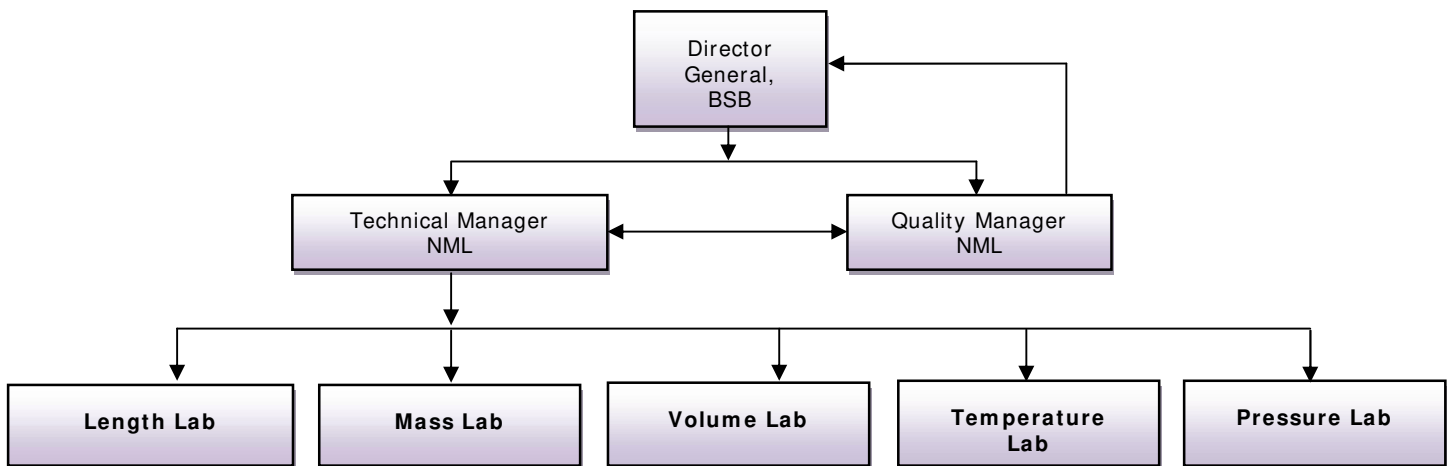 Director
General,
BSB
Technical Manager
NML
Quality Manager
NML
Length Lab
Mass Lab
Volume Lab
Temperature
Lab
Pressure Lab